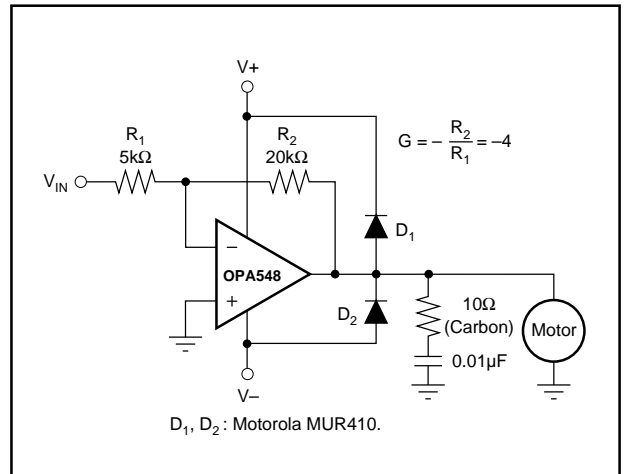 V+
R1
5kΩ
R2
20kΩ
G = – R2 / R1 = –4
VIN
–
OPA548
+
D1
D2
10Ω
(Carbon)
Motor
0.01µF
V–
D1, D2 : Motorola MUR410.